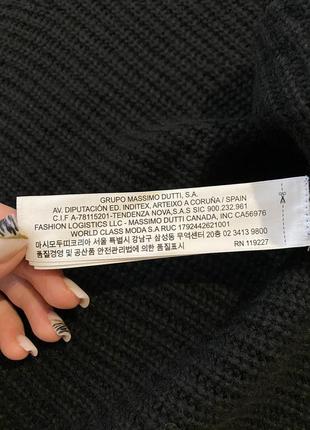 GRUPO MASSIMO DUTTI, S.A.
AV. DIPUTACIÓN ED. INDITEX, ARTEIXO A CORUÑA / SPAIN
C.I.F A-78115201-TENDENZA NOVA,S.A.S SIC 900.232.961
FASHION LOGISTICS LLC - MASSIMO DUTTI CANADA, INC CA56976
WORLD CLASS MODA S.A RUC 1792442621001
마시모두띠코리아 서울 특별시 강남구 삼성동 무역센터 20층 02 3413 9800
품질경영 및 공산품 안전관리법에 의한 품질표시
RN 119227